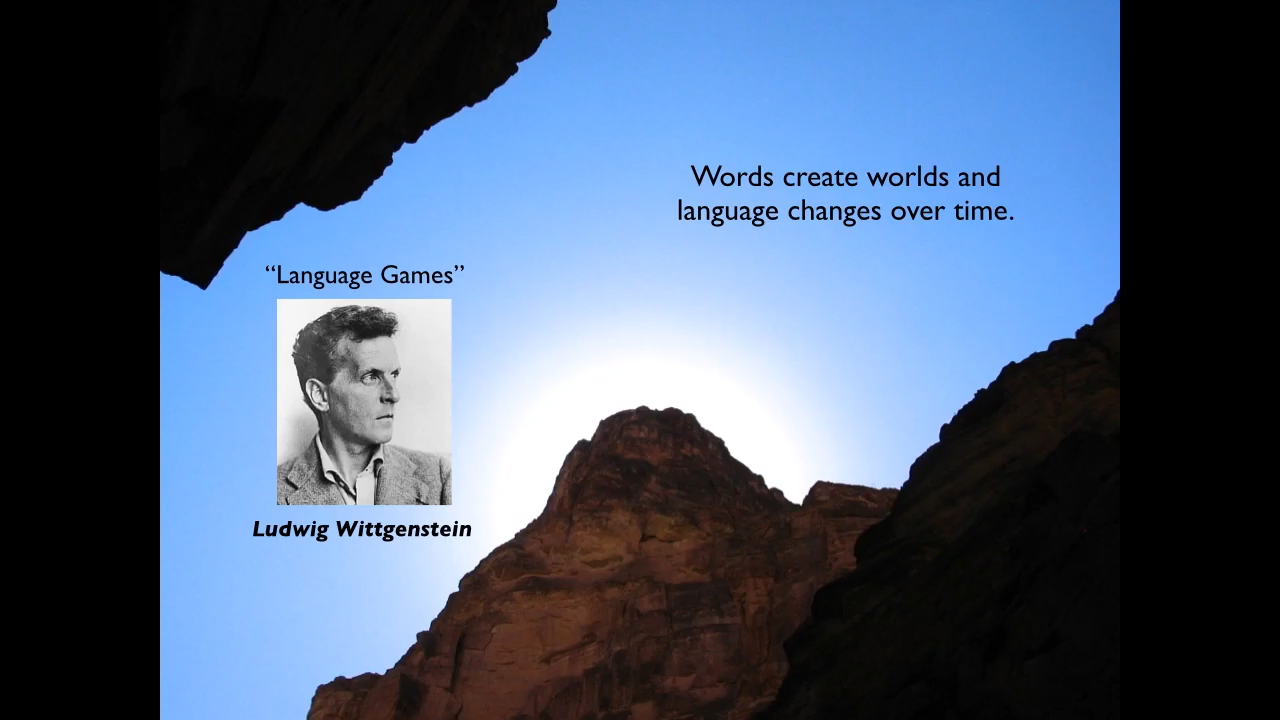 Words create worlds and
language changes over time.
“Language Games”
Ludwig Wittgenstein